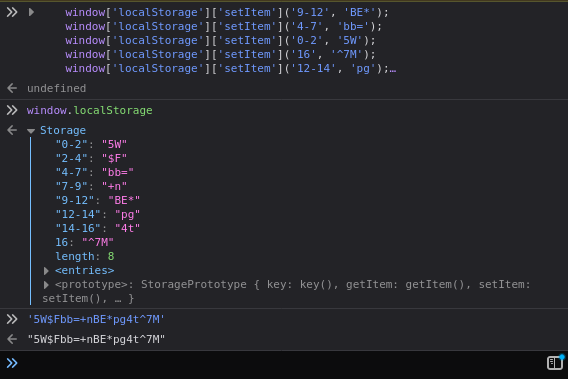 window['localStorage']['setItem']('9-12', 'BE*');
window['localStorage']['setItem']('4-7', 'bb=');
window['localStorage']['setItem']('0-2', '5W');
window['localStorage']['setItem']('16', '^7M');
window['localStorage']['setItem']('12-14', 'pg');…
undefined
window.localStorage
Storage
"0-2": "5W"
"2-4": "$F"
"4-7": "bb="
"7-9": "+n"
"9-12": "BE*"
"12-14": "pg"
"14-16": "4t"
16: "^7M"
length: 8
<entries>
<prototype>: StoragePrototype { key: key(), getItem: getItem(), setItem:
setItem(), … }
'5W$Fbb=+nBE*pg4t^7M'
"5W$Fbb=+nBE*pg4t^7M"